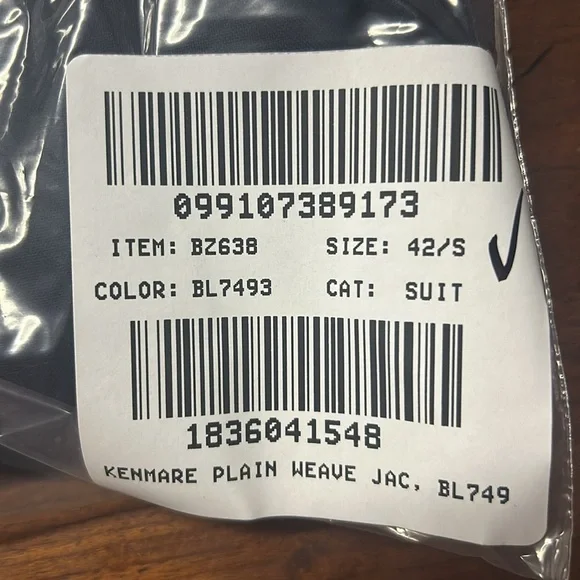 099107389173
ITEM: BZ638 SIZE: 42/S
COLOR: BL7493 CAT: SUIT
1836041548
KENMARE PLAIN WEAVE JAC, BL749